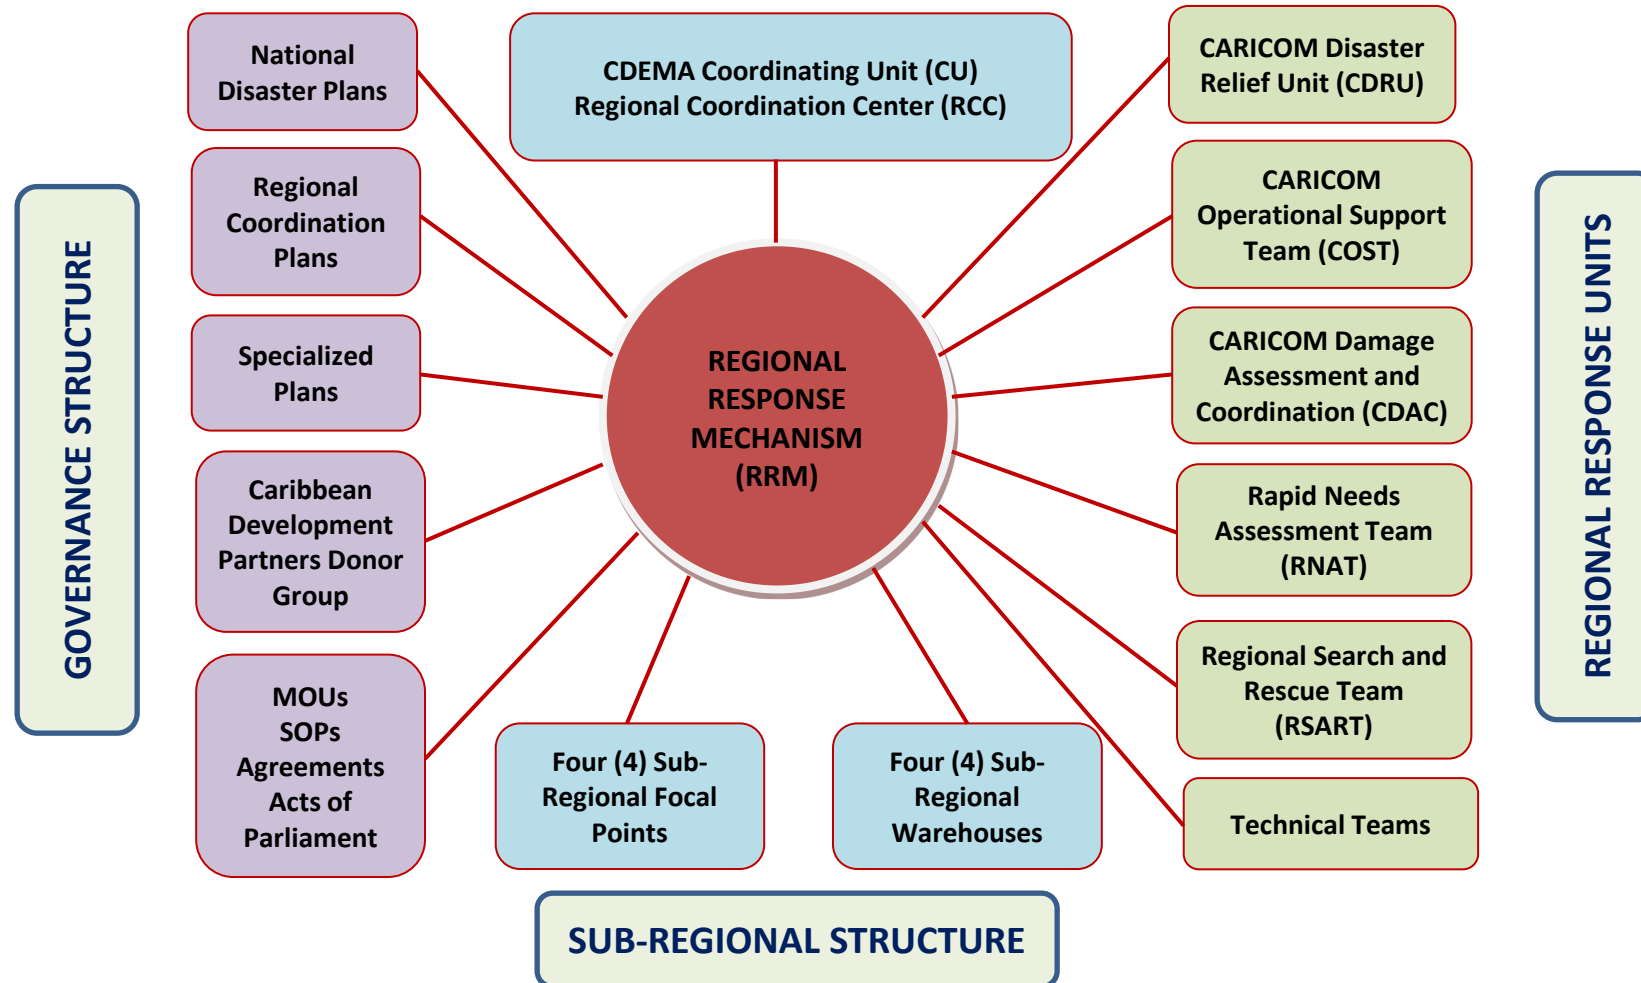 National
Disaster Plans
CDEMA Coordinating Unit (CU)
Regional Coordination Center (RCC)
CARICOM Disaster
Relief Unit (CDRU)
Regional
Coordination
Plans
CARICOM
Operational Support
Team (COST)
GOVERNANCE STRUCTURE
REGIONAL RESPONSE UNITS
Specialized
Plans
REGIONAL
RESPONSE
MECHANISM
(RRM)
CARICOM Damage
Assessment and
Coordination (CDAC)
Caribbean
Development
Partners Donor
Group
Rapid Needs
Assessment Team
(RNAT)
Regional Search and
Rescue Team
(RSART)
MOUs
SOPs
Agreements
Acts of
Parliament
Four (4) Sub-
Regional Focal
Points
Four (4) Sub-
Regional
Warehouses
Technical Teams
SUB-REGIONAL STRUCTURE